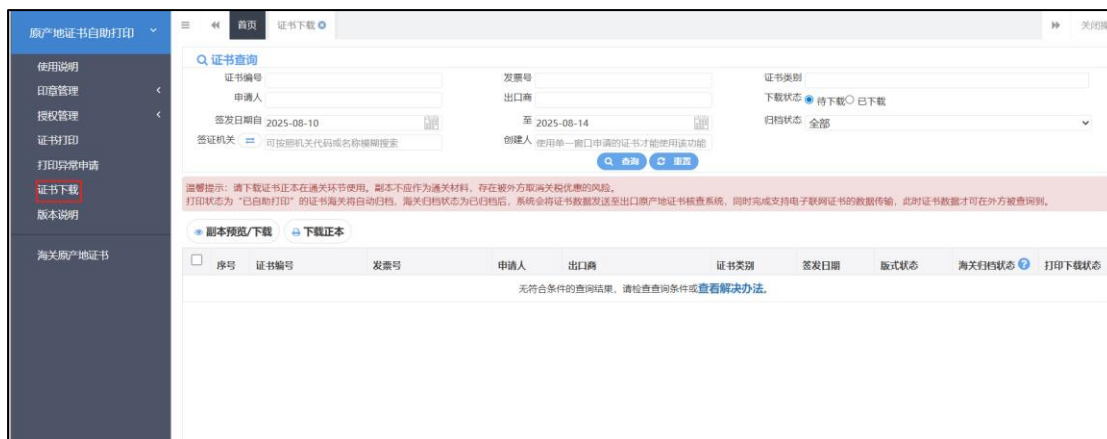 原产地证书自助打印
首页 证书下载 关闭操
使用说明
印章管理
授权管理
证书打印
打印异常申请
证书下载
版本说明
海关原产地证书
证书查询
证书编号 发票号 证书类别
申请人 出口商 下载状态 待下载 已下载
签发日期自 2025-08-10 至 2025-08-14 归档状态 全部
签证机关 可按照机关代码或名称模糊搜索 创建人 使用单一窗口申请的证书才能使用该功能
查询 重置
温馨提示：请下载证书正本在通关环节使用。副本不应作为通关材料，存在被外方取消关税优惠的风险。
打印状态为“已自助打印”的证书海关将自动归档，海关归档状态为已归档后，系统会将证书数据发送至出口原产地证书核查系统，同时完成支持电子联网证书的数据传输，此时证书数据才可在外方被查询到。
副本预览/下载 下载正本
序号 证书编号 发票号 申请人 出口商 证书类别 签发日期 版式状态 海关归档状态 打印下载状态
无符合条件的查询结果，请检查查询条件或查看解决办法。